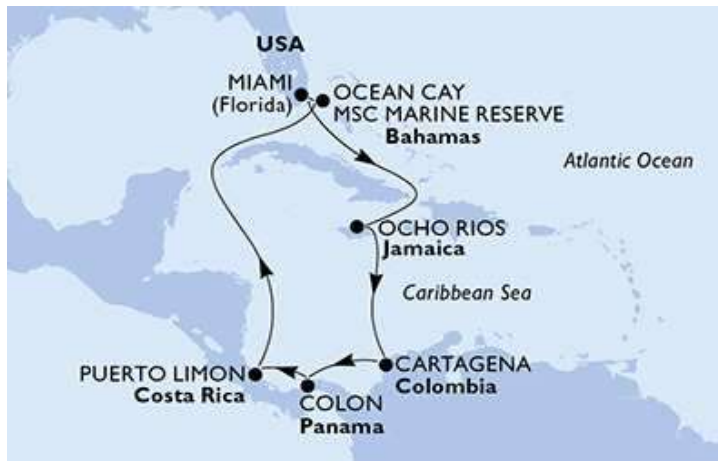 USA
MIAMI
(Florida)
OCEAN CAY
MSC MARINE RESERVE
Bahamas
Atlantic Ocean
OCHO RIOS
Jamaica
Caribbean Sea
PUERTO LIMON
Costa Rica
CARTAGENA
Colombia
COLON
Panama